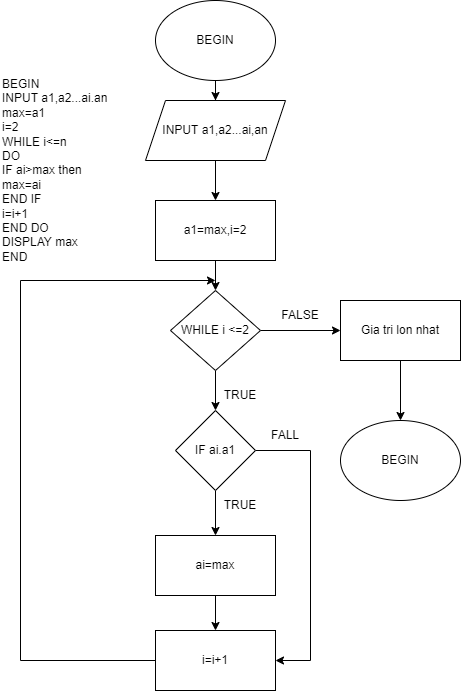 BEGIN
INPUT a1,a2...ai.an
max=a1
i=2
WHILE i<=n
DO
IF ai>max then
max=ai
END IF
i=i+1
END DO
DISPLAY max
END
BEGIN
INPUT a1,a2...ai,an
a1=max,i=2
WHILE i <=2
FALSE
Gia tri lon nhat
TRUE
IF ai.a1
FALL
BEGIN
TRUE
ai=max
i=i+1